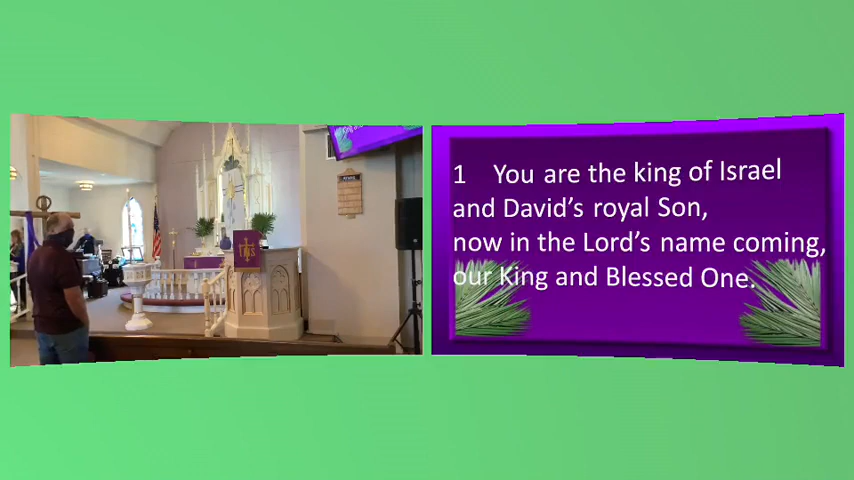 1 You are the king of Israel
and David's royal Son,
now in the Lord's name coming,
our King and Blessed One.